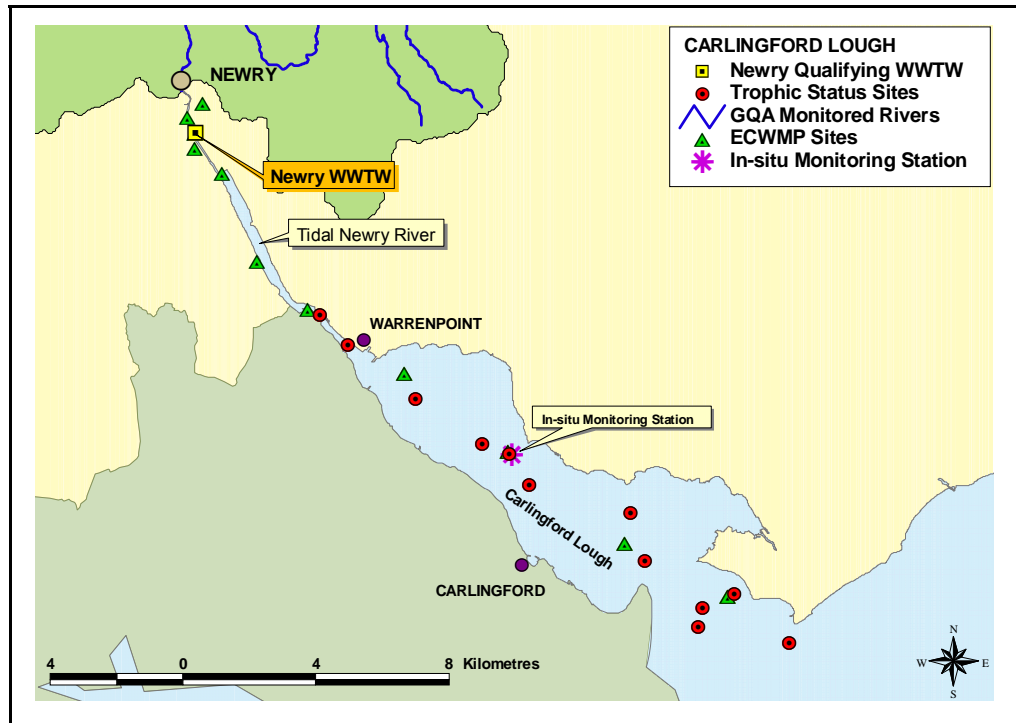 CARLINGFORD LOUGH
Newry Qualifying WWTW
Trophic Status Sites
GQA Monitored Rivers
ECWMP Sites
In-situ Monitoring Station
NEWRY
Newry WWTW
Tidal Newry River
WARRENPOINT
In-situ Monitoring Station
Carlingford Lough
CARLINGFORD
4 0 4 8 Kilometres
N
W E
S